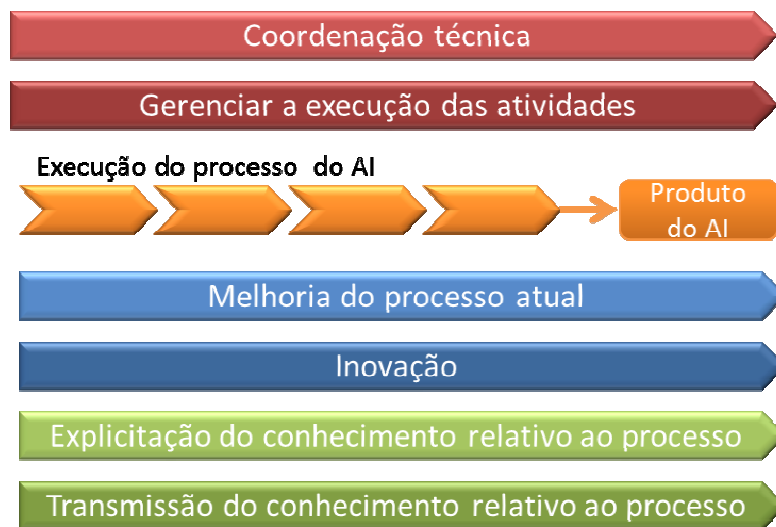 Coordenação técnica
Gerenciar a execução das atividades
Execução do processo do AI
Produto
do AI
Melhoria do processo atual
Inovação
Explicitação do conhecimento relativo ao processo
Transmissão do conhecimento relativo ao processo